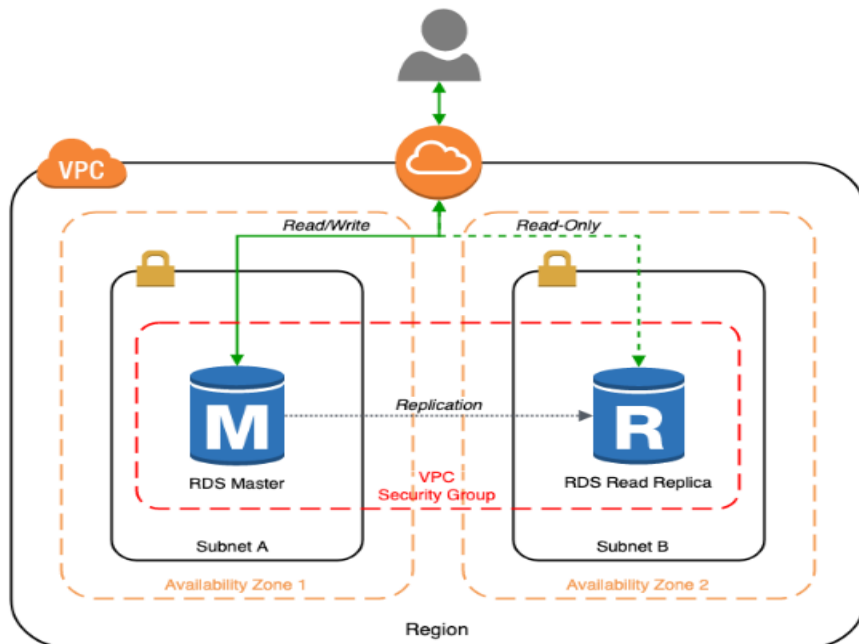 VPC
Read/Write
Read-Only
M
Replication
R
RDS Master
VPC
Security Group
RDS Read Replica
Subnet A
Subnet B
Availability Zone 1
Availability Zone 2
Region